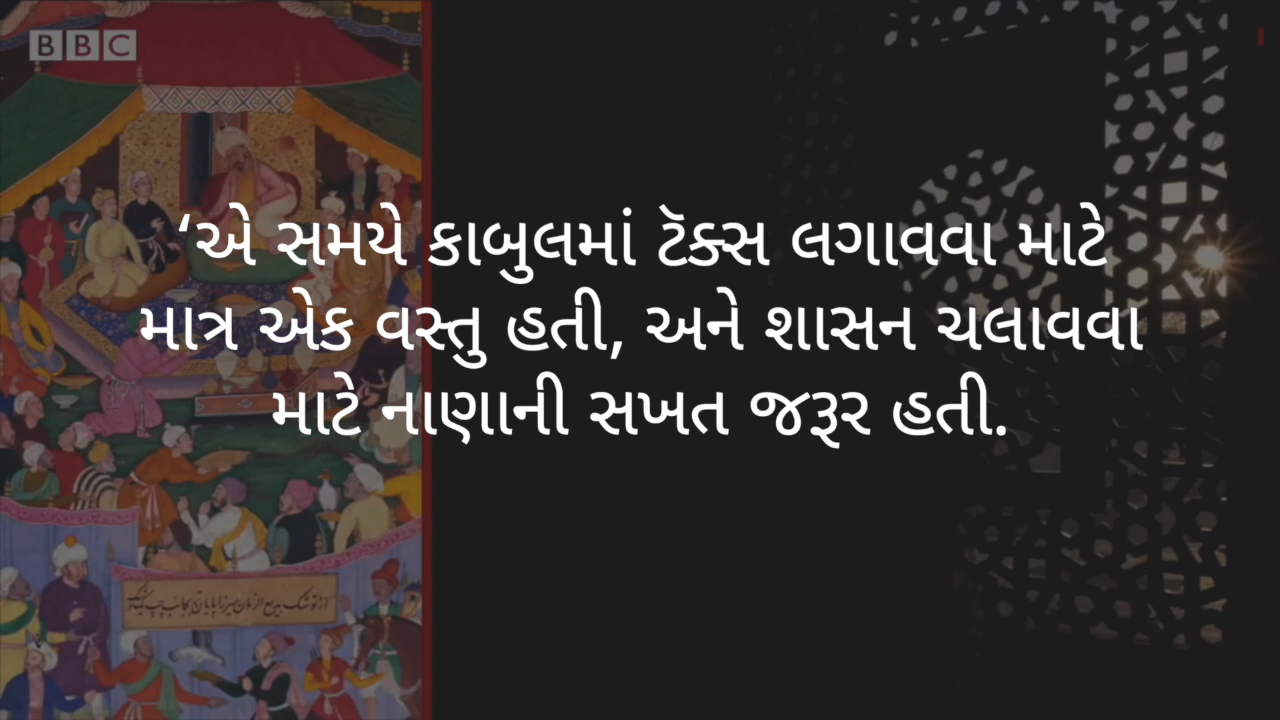 BBC
‘એ સમયે કાબુલમાં ટૅક્સ લગાવવા માટે
માત્ર એક વસ્તુ હતી, અને શાસન ચલાવવા
માટે નાણાની સખત જરૂર હતી.